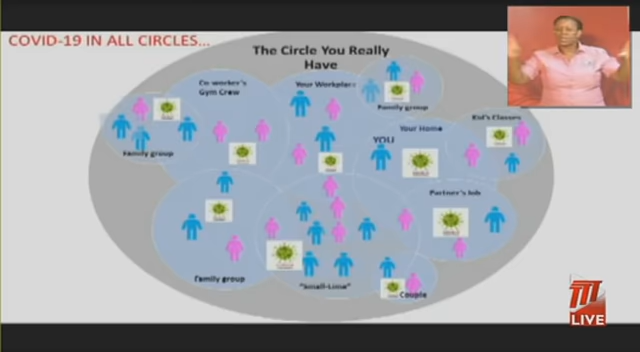 COVID-19 IN ALL CIRCLES...
The Circle You Really
Have
Co-worker's
Gym Crew
Your Workplace
Family group
Kid's Classes
Your Home
YOU
Family group
Partner's Job
Family group
"Small-Lime"
Couple
LIVE